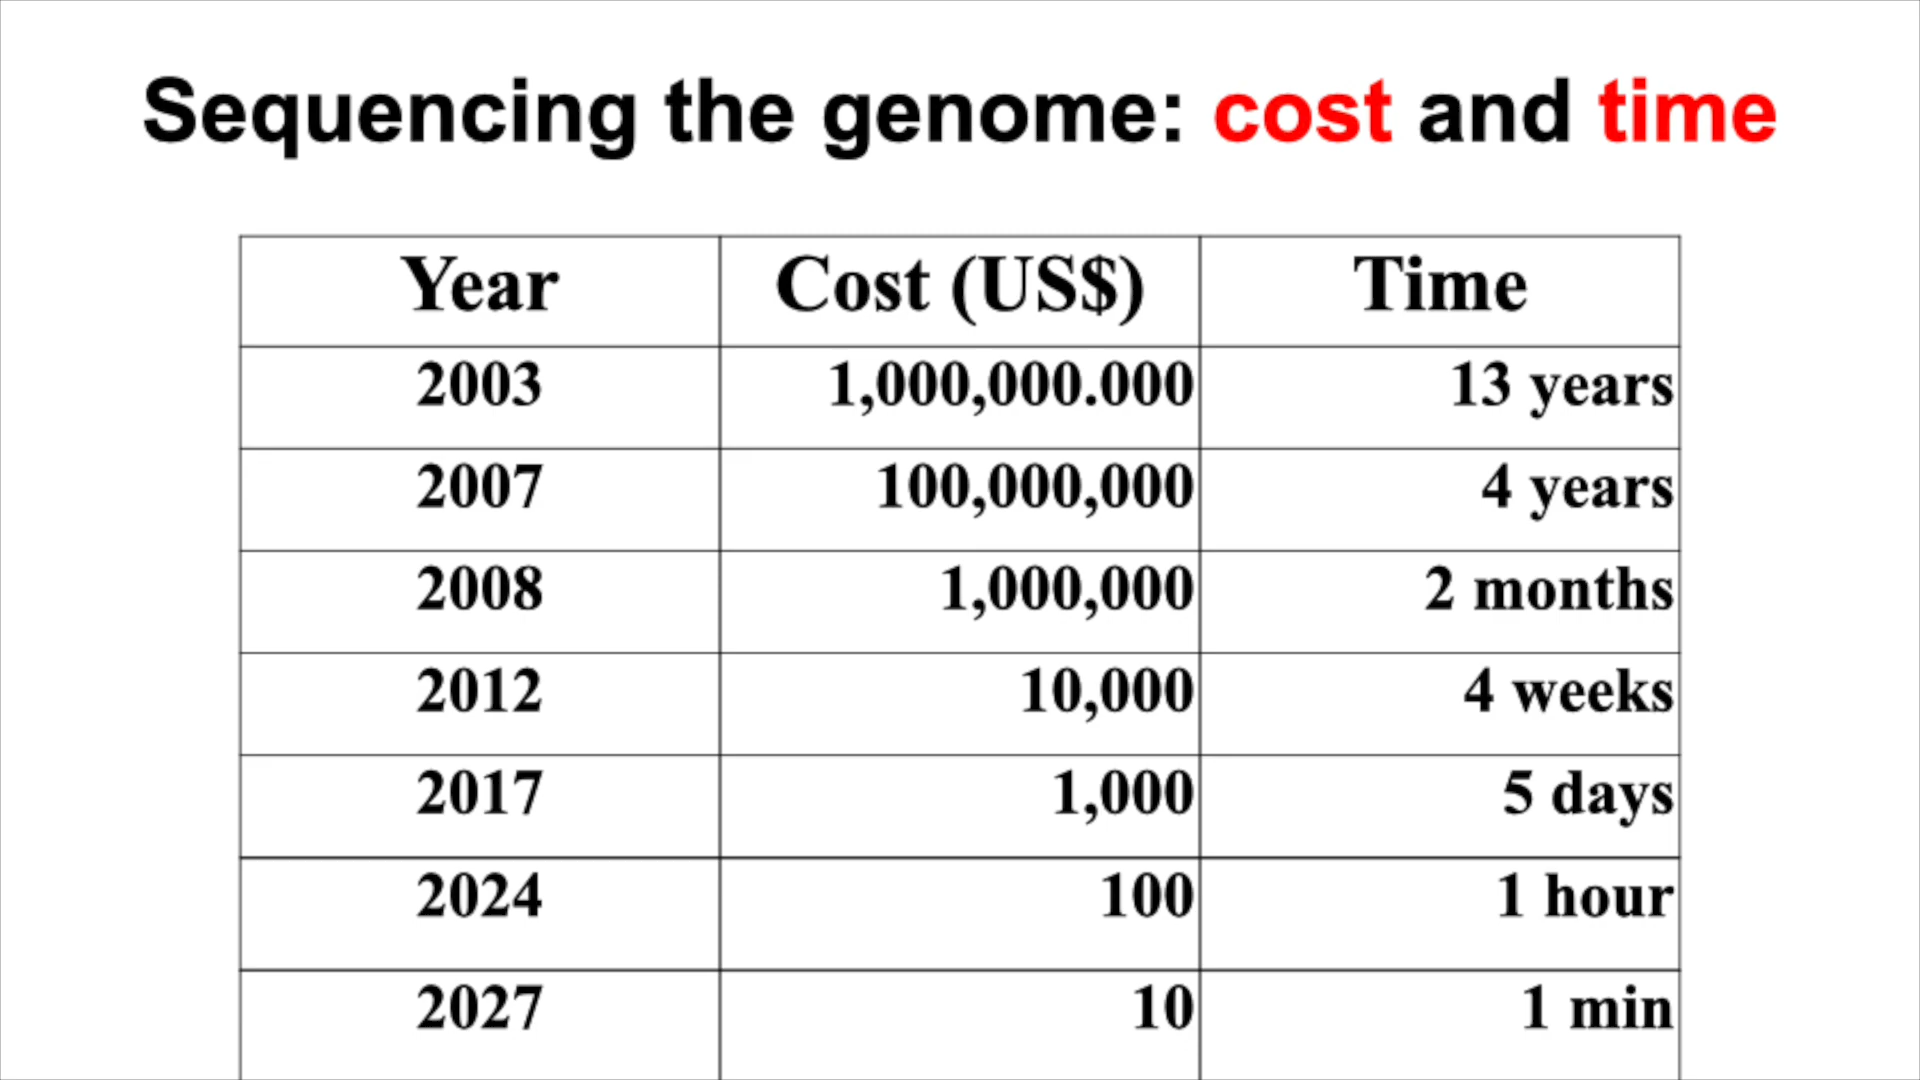 Sequencing the genome: cost and time
Year Cost (US$) Time
2003 1,000,000.000 13 years
2007 100,000,000 4 years
2008 1,000,000 2 months
2012 10,000 4 weeks
2017 1,000 5 days
2024 100 1 hour
2027 10 1 min